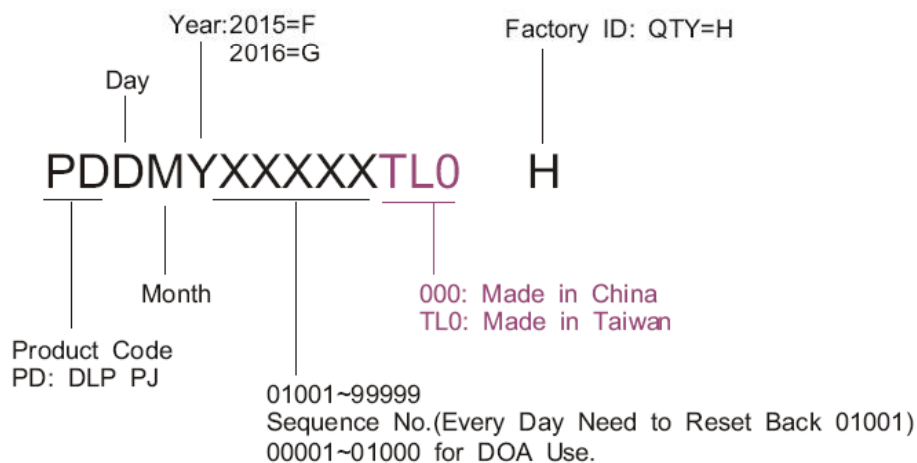 Year:2015=F
2016=G
Factory ID: QTY=H
Day
PDDMYXXXXXTL0 H
Month
000: Made in China
TL0: Made in Taiwan
Product Code
PD: DLP PJ
01001~99999
Sequence No.(Every Day Need to Reset Back 01001)
00001~01000 for DOA Use.